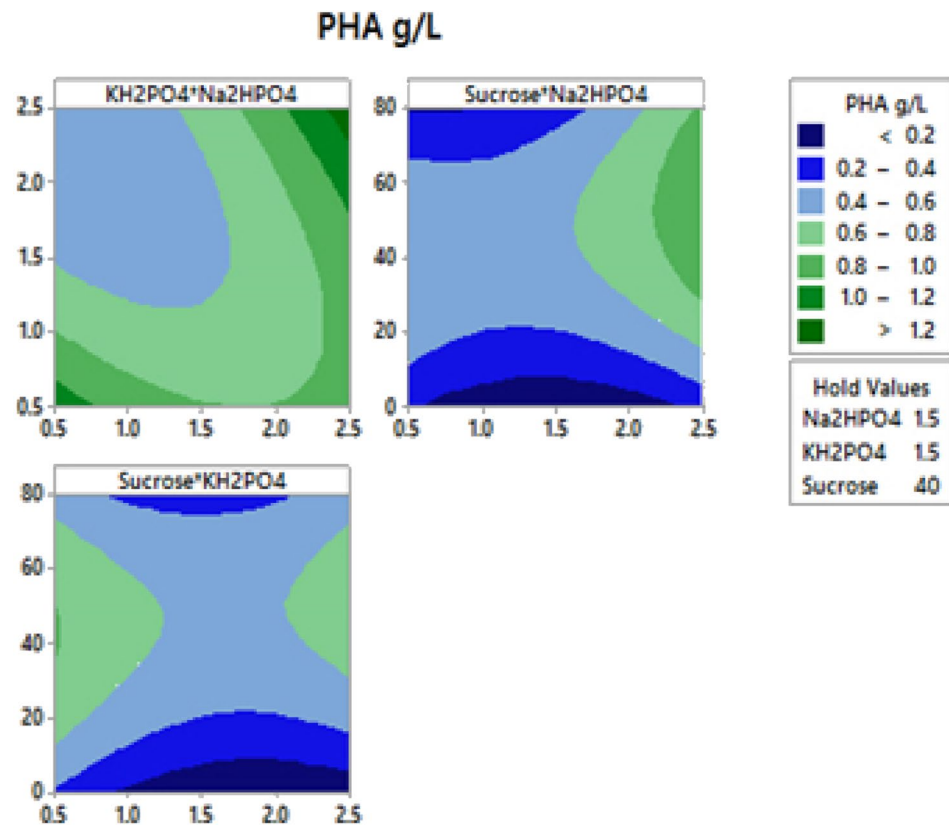 PHA g/L
KH2PO4*Na2HPO4
2.5
2.0
1.5
1.0
0.5
0.5 1.0 1.5 2.0 2.5
Sucrose*Na2HPO4
80
60
40
20
0
0.5 1.0 1.5 2.0 2.5
PHA g/L
< 0.2
0.2 – 0.4
0.4 – 0.6
0.6 – 0.8
0.8 – 1.0
1.0 – 1.2
> 1.2
Hold Values
Na2HPO4 1.5
KH2PO4 1.5
Sucrose 40
Sucrose*KH2PO4
80
60
40
20
0
0.5 1.0 1.5 2.0 2.5